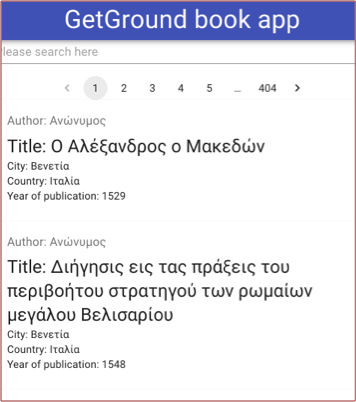 GetGround book app
lease search here
< 1 2 3 4 5 … 404 >
Author: Ανώνυμος
Title: Ο Αλέξανδρος ο Μακεδών
City: Βενετία
Country: Ιταλία
Year of publication: 1529
Author: Ανώνυμος
Title: Διήγησις εις τας πράξεις του
περιβοήτου στρατηγού των ρωμαίων
μεγάλου Βελισαρίου
City: Βενετία
Country: Ιταλία
Year of publication: 1548